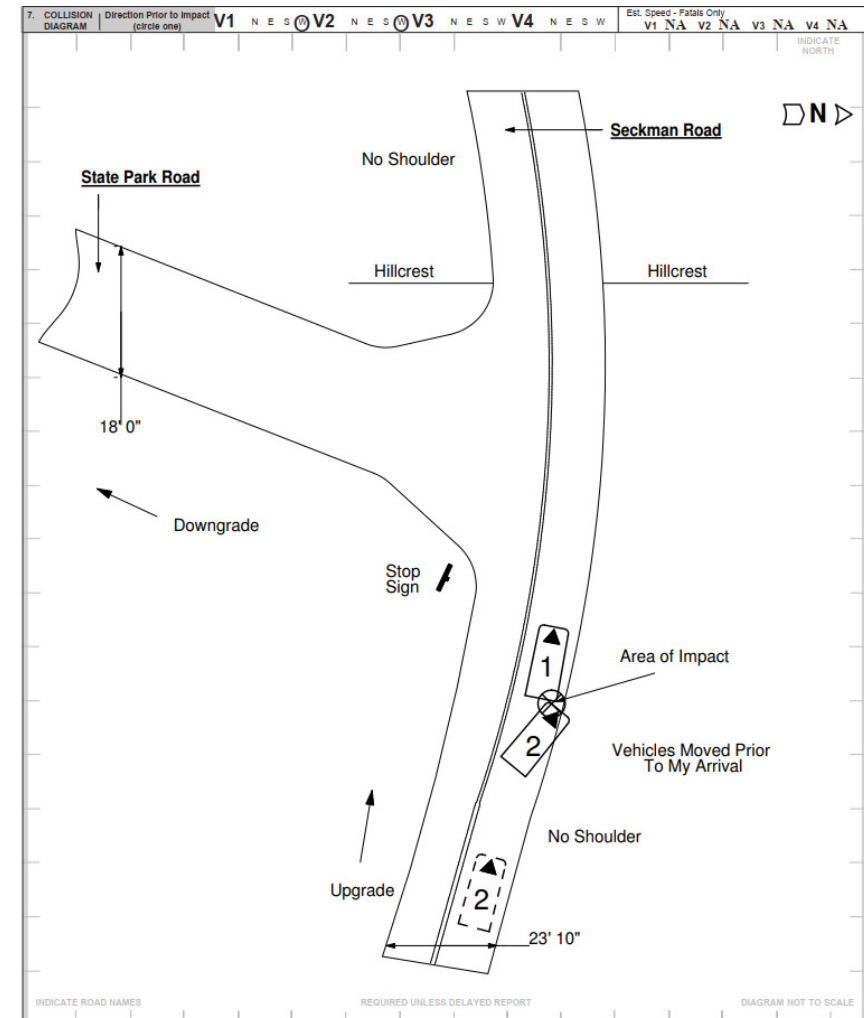 7. COLLISION DIAGRAM Direction Prior to Impact (circle one) V1 N E S W V2 N E S W V3 N E S W V4 N E S W Est. Speed - Fatals Only V1 NA V2 NA V3 NA V4 NA
INDICATE NORTH
N
Seckman Road
No Shoulder
State Park Road
Hillcrest
Hillcrest
18' 0"
Downgrade
Stop
Sign
1
Area of Impact
2
Vehicles Moved Prior
To My Arrival
No Shoulder
Upgrade
2
23' 10"
INDICATE ROAD NAMES REQUIRED UNLESS DELAYED REPORT DIAGRAM NOT TO SCALE